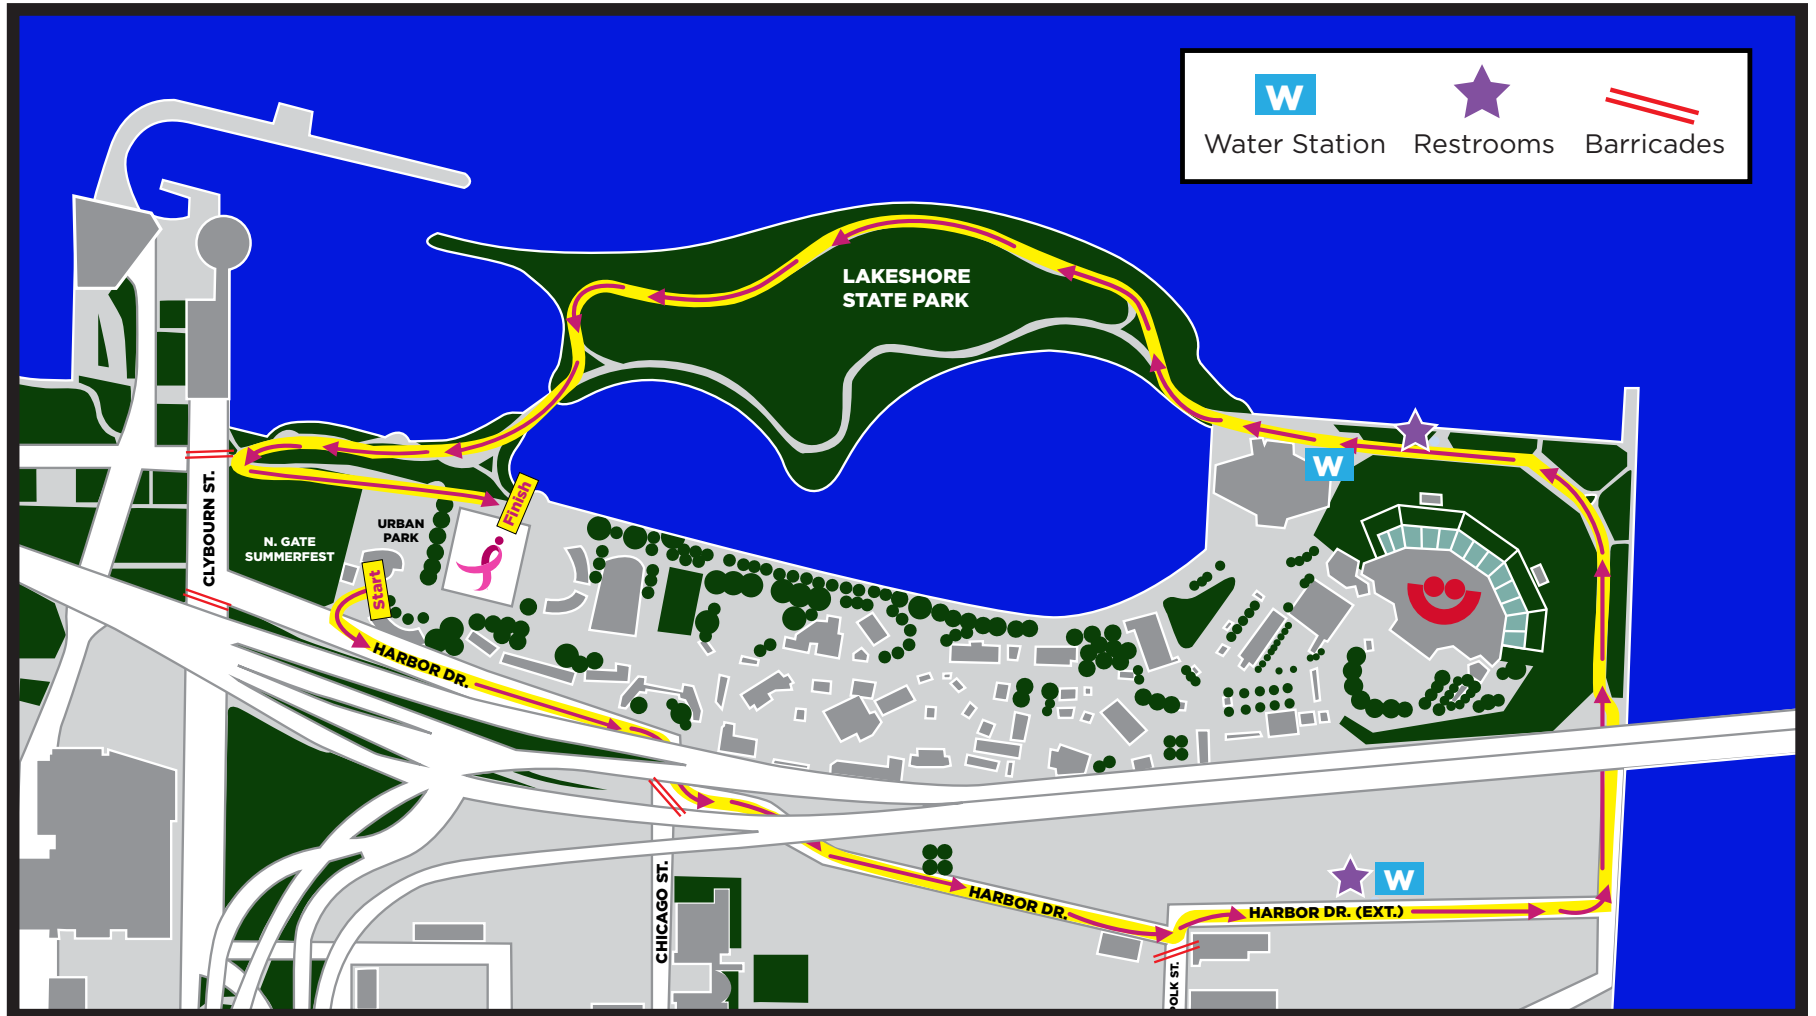 W
Water Station
Restrooms
Barricades
LAKESHORE
STATE PARK
W
Finish
CLYBOURN ST.
URBAN
PARK
N. GATE
SUMMERFEST
Start
HARBOR DR.
CHICAGO ST.
HARBOR DR.
W
HARBOR DR. (EXT.)
OLK ST.